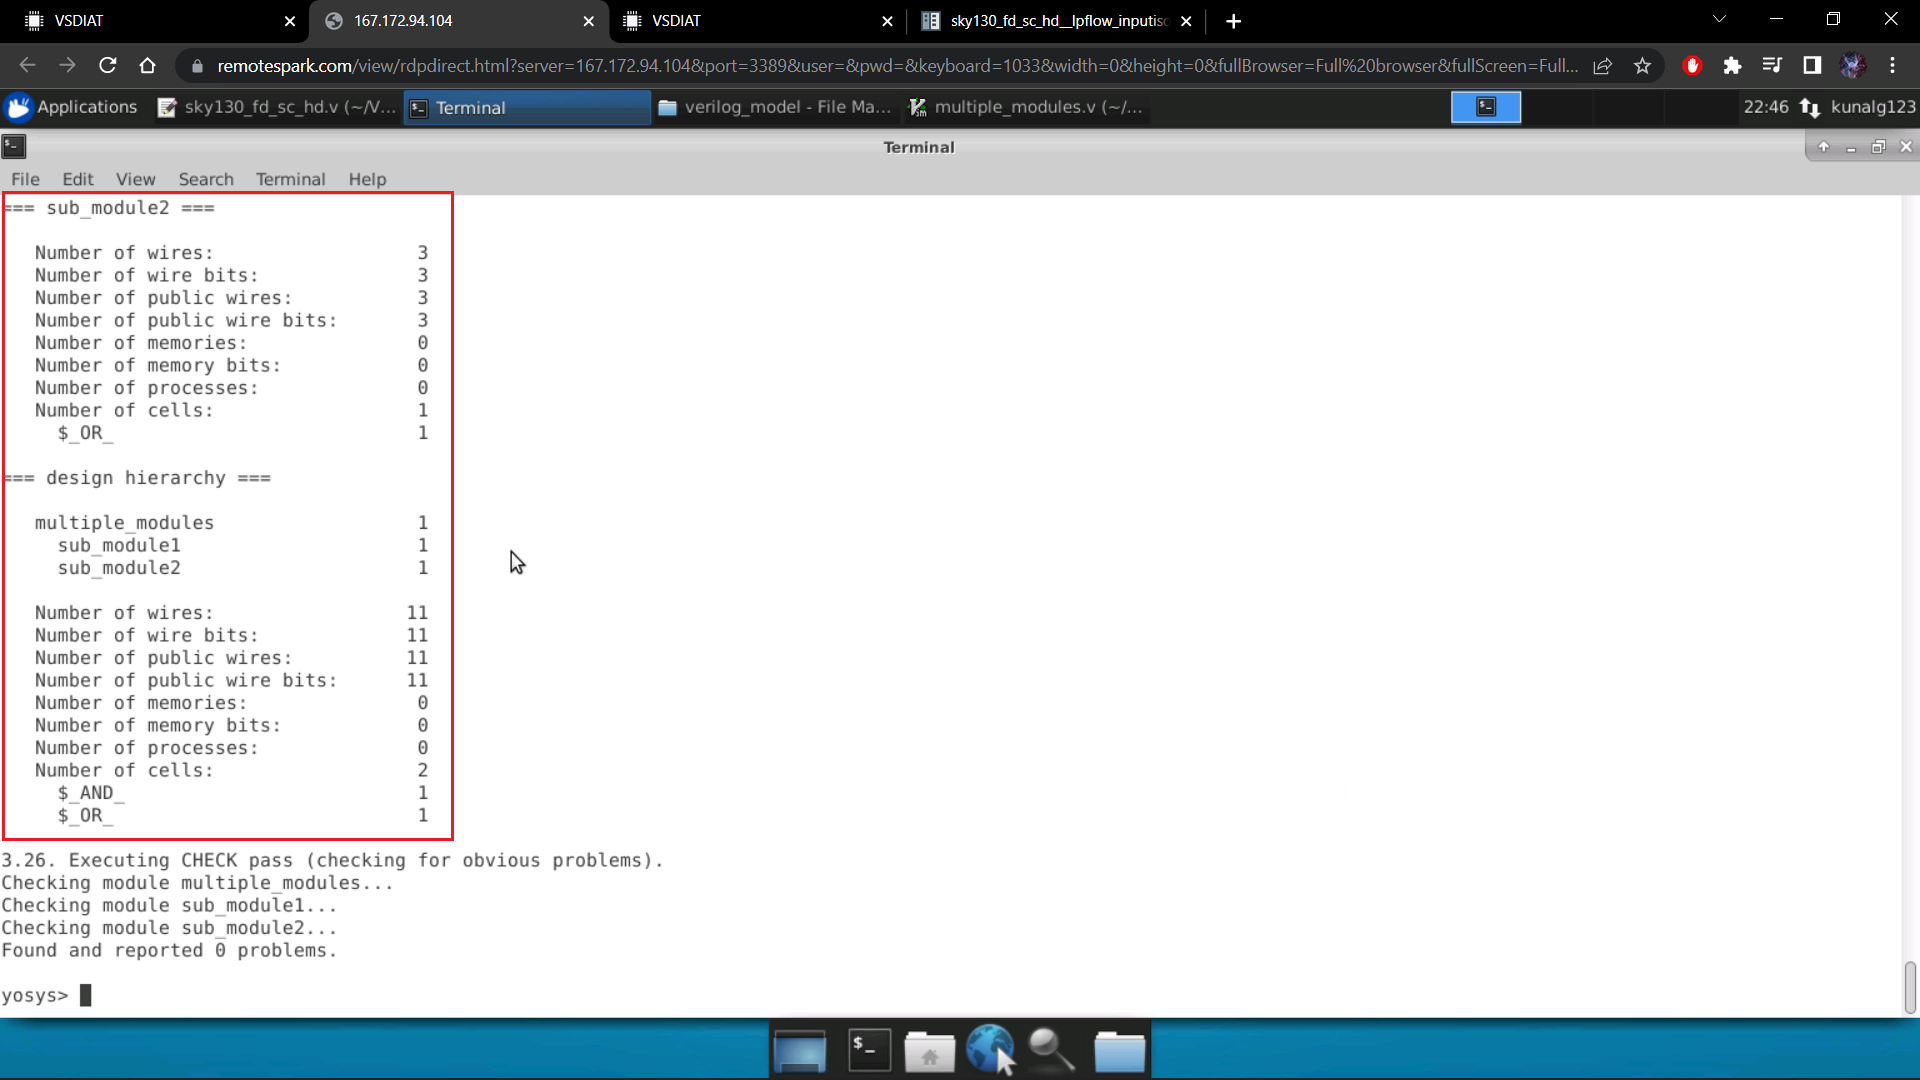 VSDIAT
167.172.94.104
VSDIAT
sky130_fd_sc_hd__lpflow_inputiso
remotespark.com/view/rdpdirect.html?server=167.172.94.104&port=3389&user=&pwd=&keyboard=1033&width=0&height=0&fullBrowser=Full%20browser&fullScreen=Full...
Applications
sky130_fd_sc_hd.v (~/V...
Terminal
verilog_model - File Ma...
multiple_modules.v (~/...
22:46
kunalg123
Terminal
File Edit View Search Terminal Help
=== sub_module2 ===
Number of wires: 3
Number of wire bits: 3
Number of public wires: 3
Number of public wire bits: 3
Number of memories: 0
Number of memory bits: 0
Number of processes: 0
Number of cells: 1
$_OR_ 1
=== design hierarchy ===
multiple_modules 1
sub_module1 1
sub_module2 1
Number of wires: 11
Number of wire bits: 11
Number of public wires: 11
Number of public wire bits: 11
Number of memories: 0
Number of memory bits: 0
Number of processes: 0
Number of cells: 2
$_AND_ 1
$_OR_ 1
3.26. Executing CHECK pass (checking for obvious problems).
Checking module multiple_modules...
Checking module sub_module1...
Checking module sub_module2...
Found and reported 0 problems.
yosys>